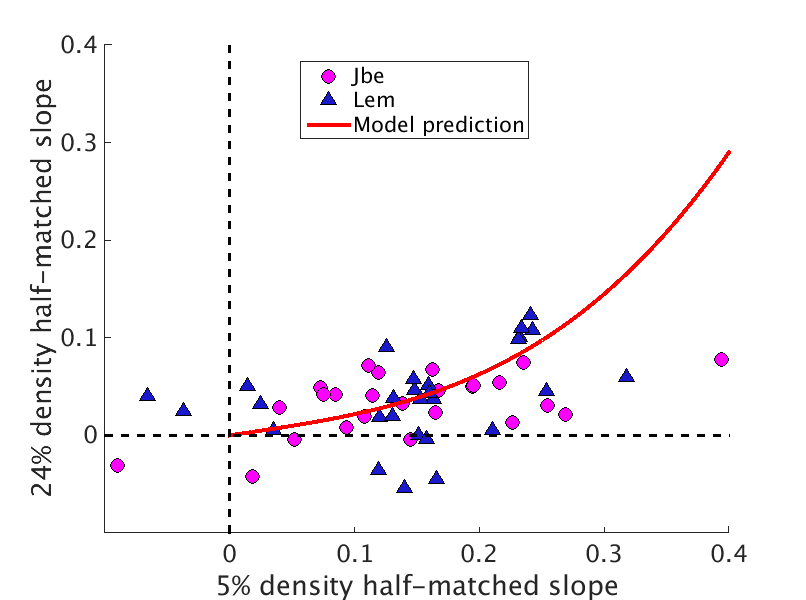 0.4
0.3
0.2
0.1
0
24% density half-matched slope
Jbe
Lem
Model prediction
0
0.1
0.2
0.3
0.4
5% density half-matched slope